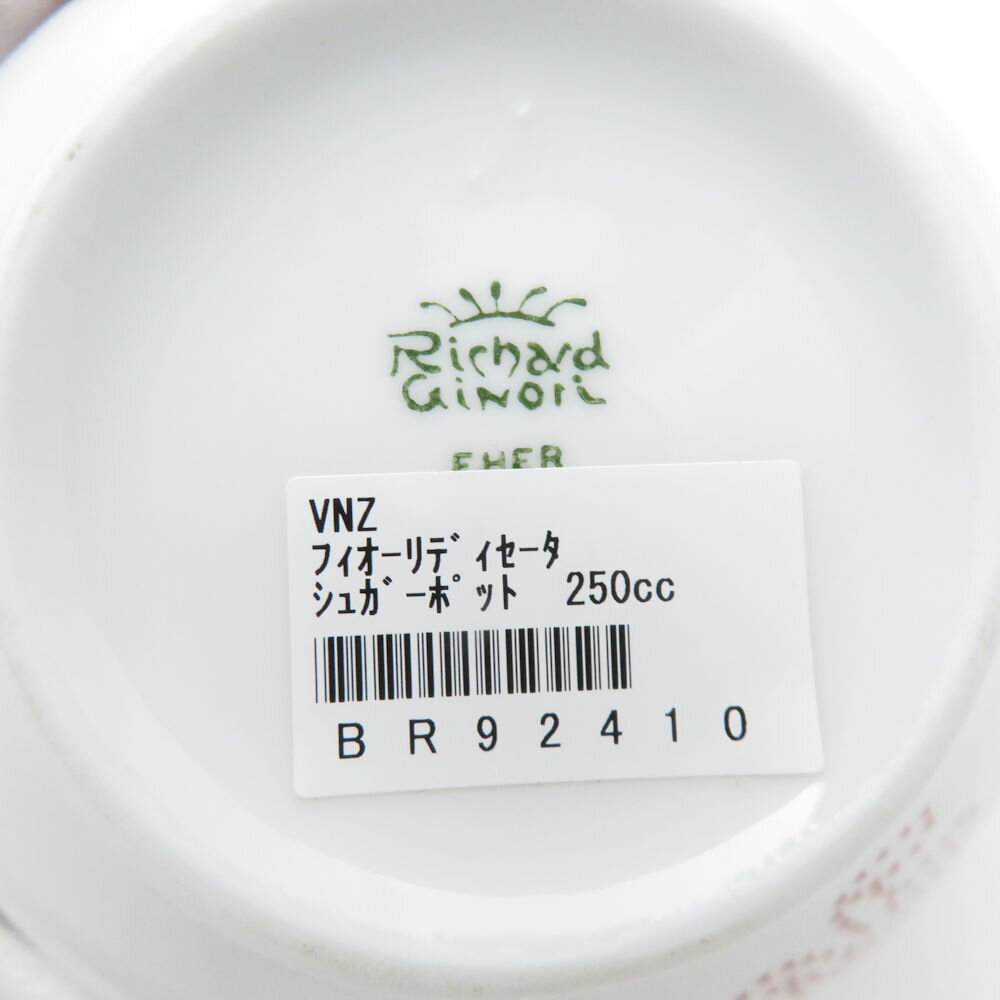 Richard
Ginori
VNZ
フィオーリディセータ
シュガーポット 250cc
BR92410